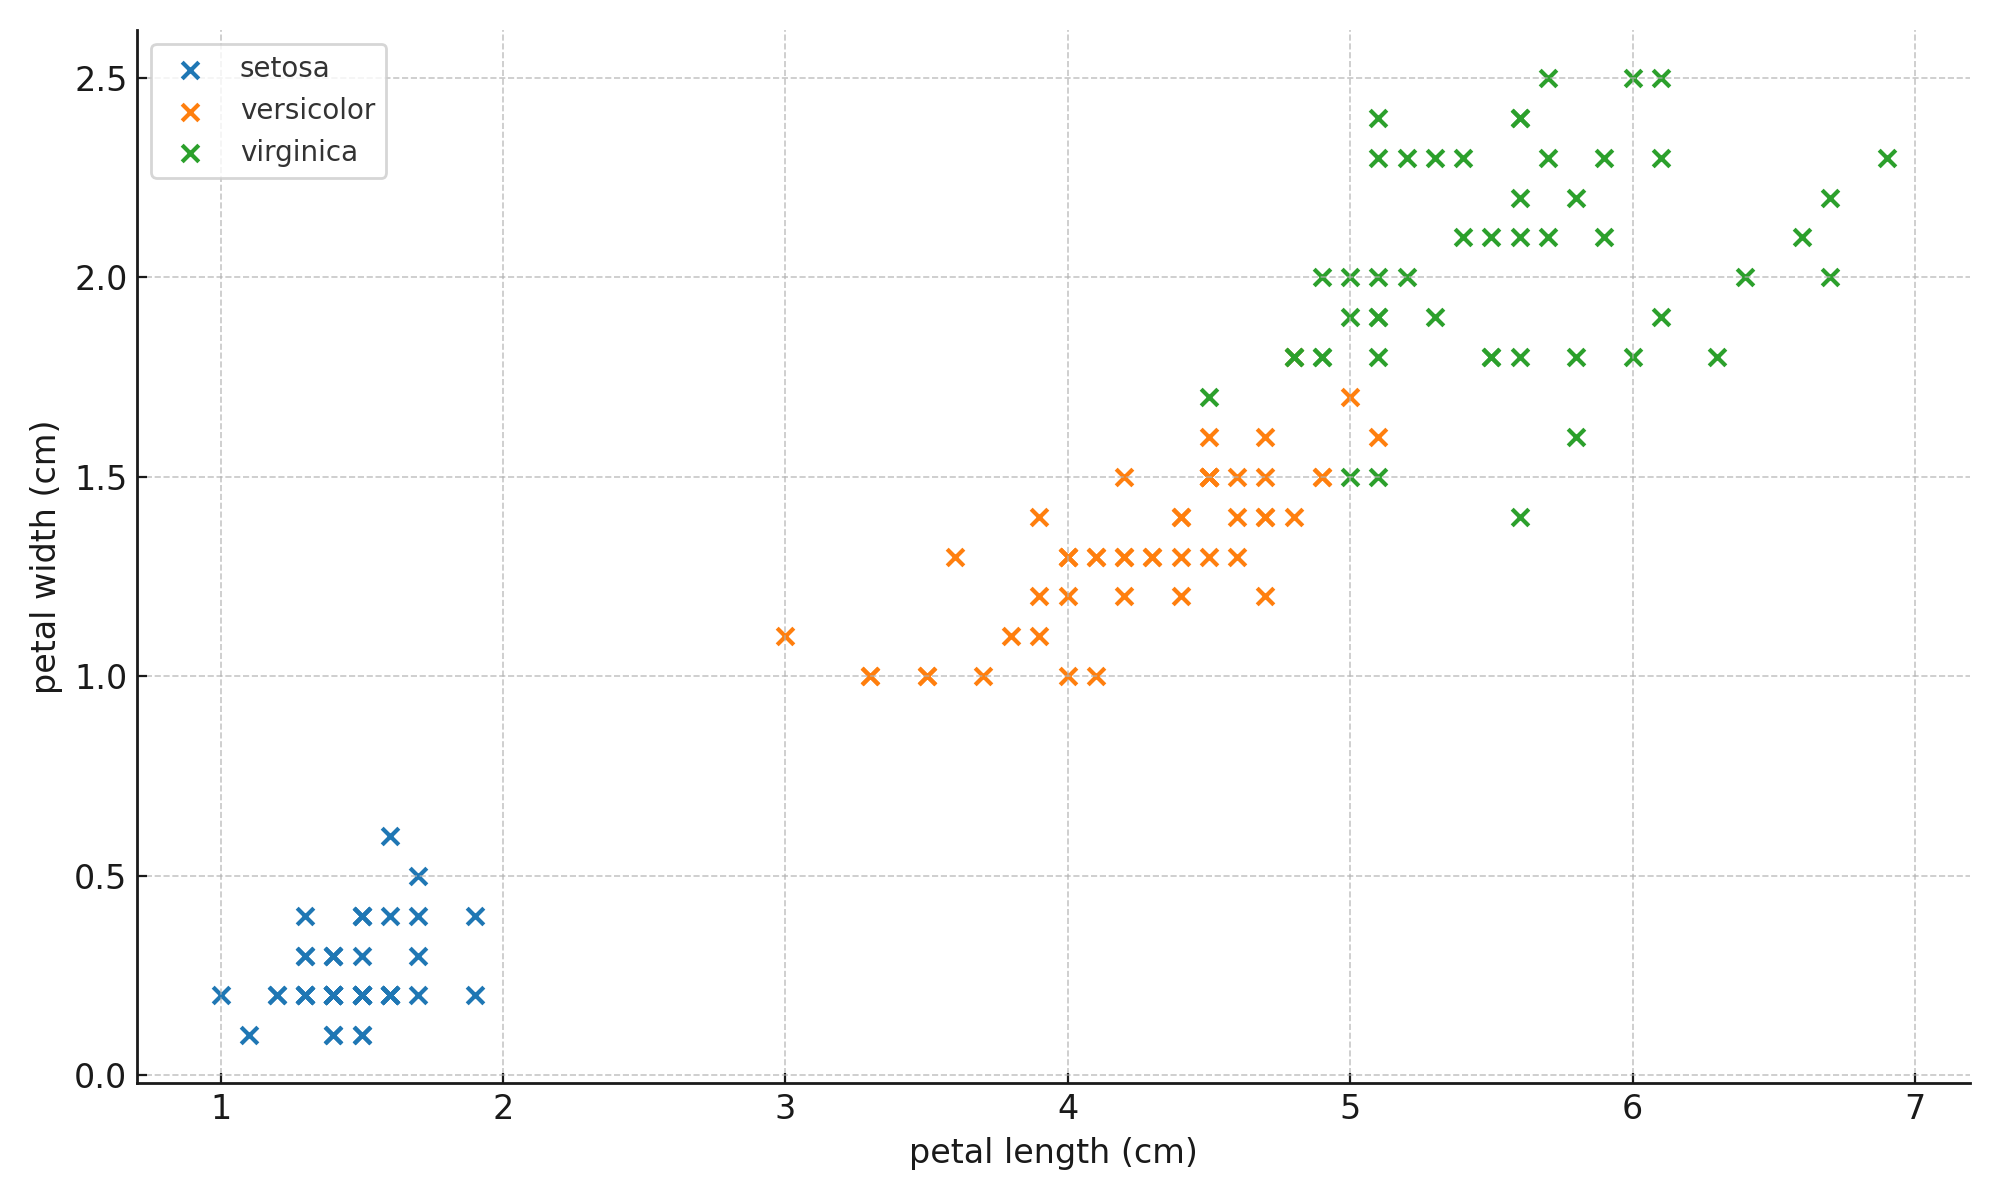 setosa
versicolor
virginica
2.5
2.0
1.5
1.0
0.5
0.0
petal width (cm)
1 2 3 4 5 6 7
petal length (cm)